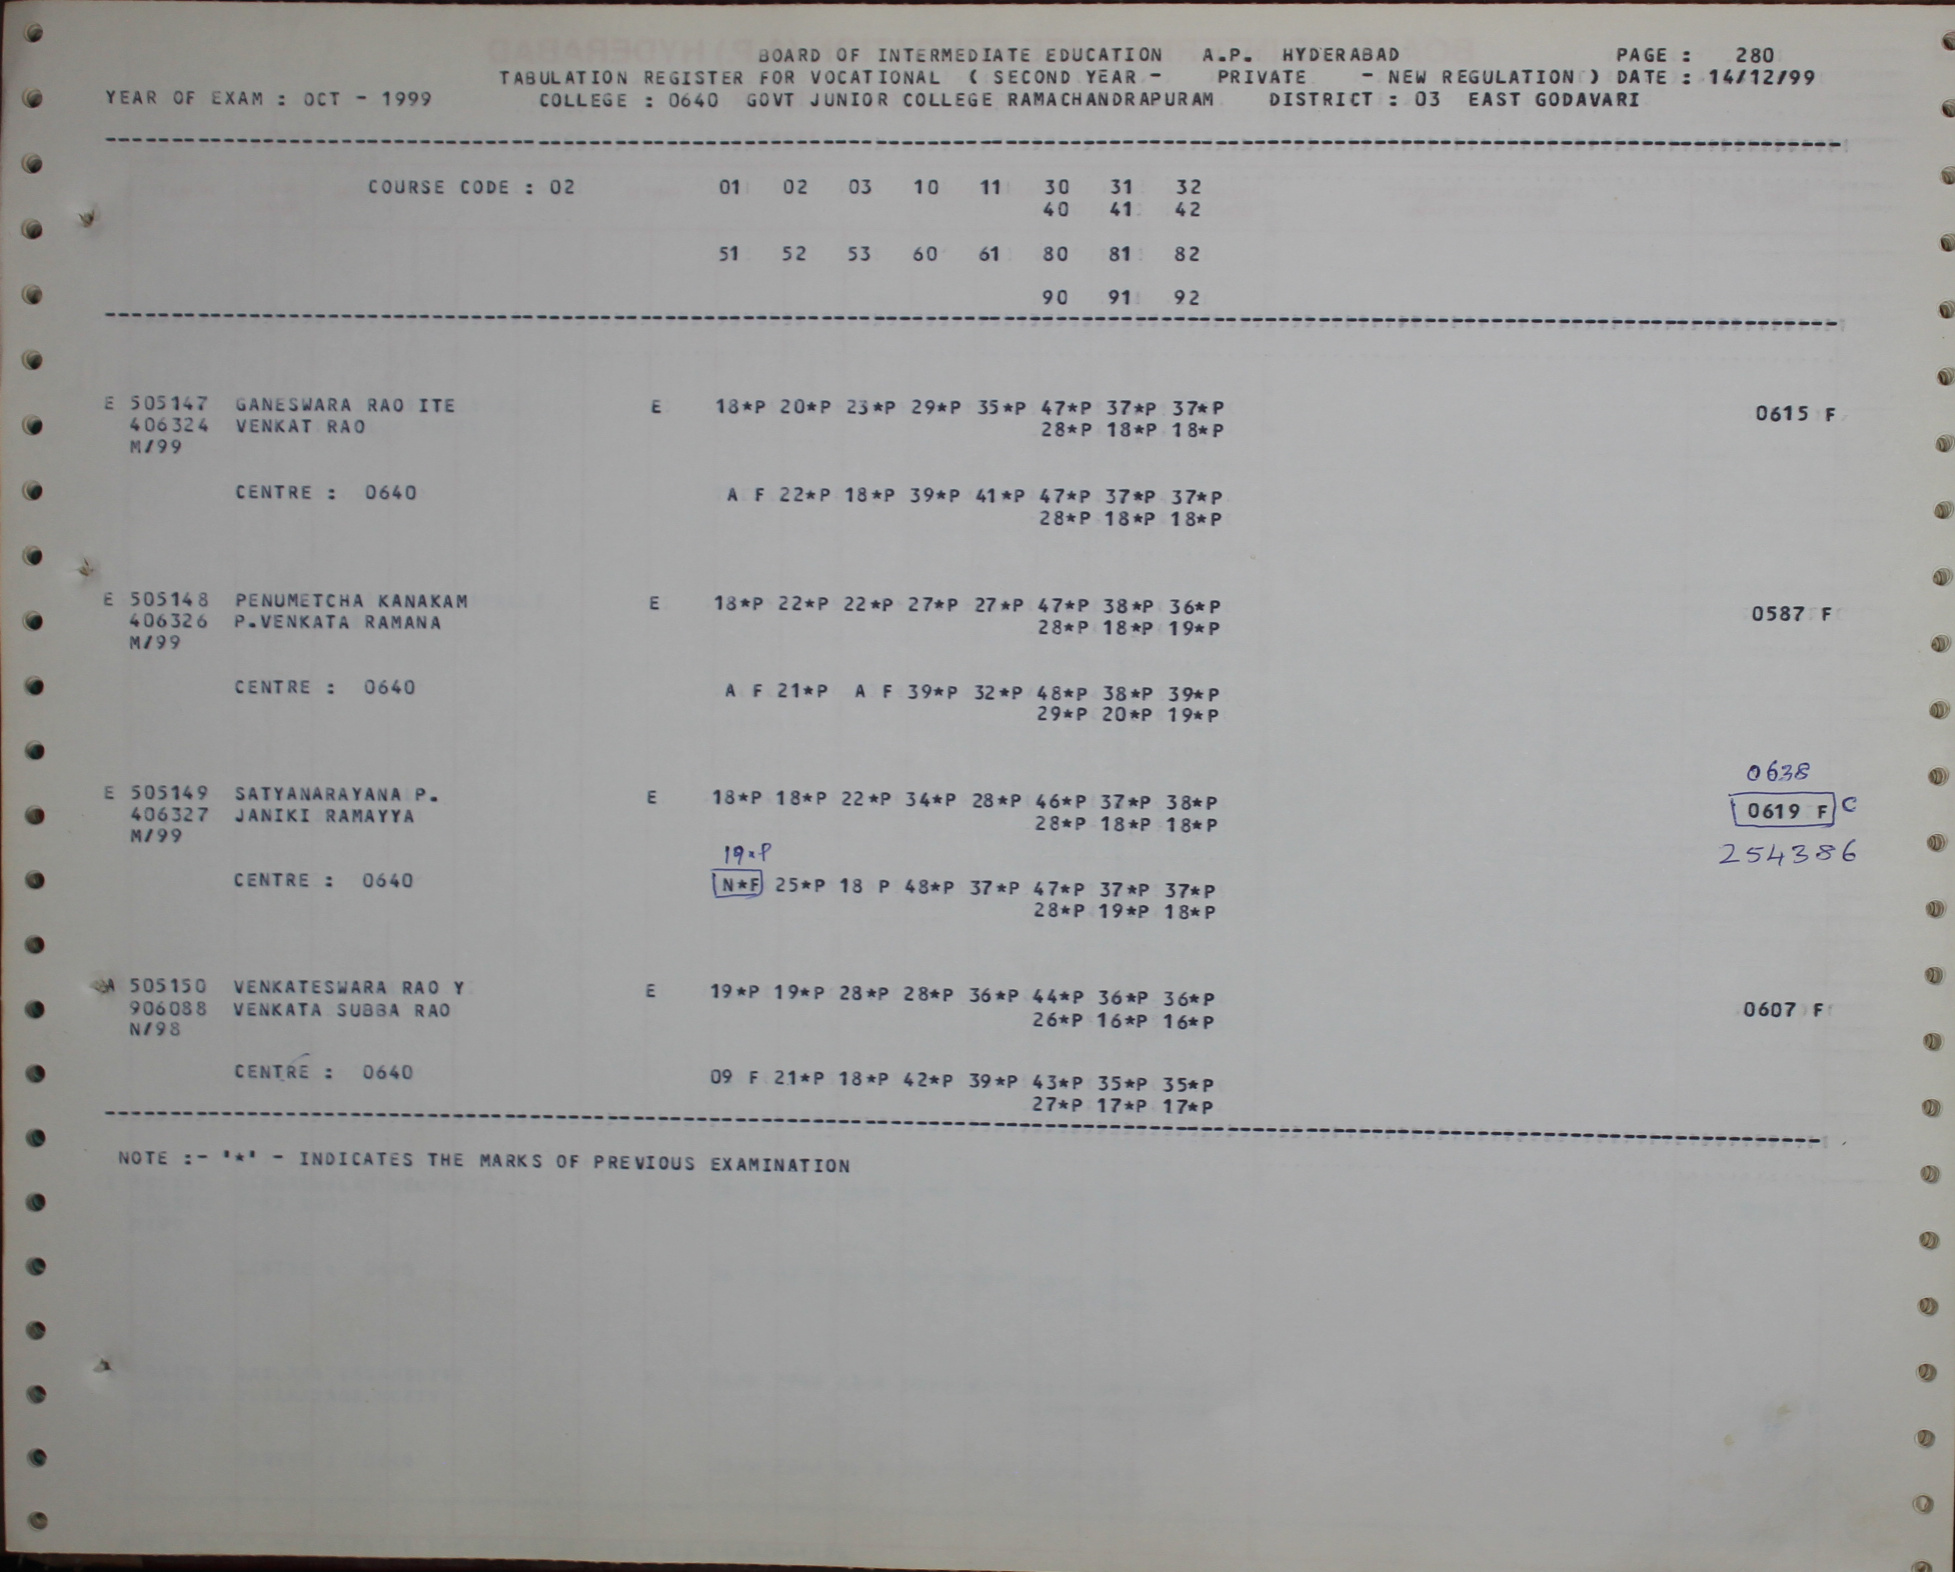 BOARD OF INTERMEDIATE EDUCATION A.P. HYDERABAD PAGE : 280
TABULATION REGISTER FOR VOCATIONAL ( SECOND YEAR - PRIVATE - NEW REGULATION ) DATE : 14/12/99
YEAR OF EXAM : OCT - 1999 COLLEGE : 0640 GOVT JUNIOR COLLEGE RAMACHANDRAPURAM DISTRICT : 03 EAST GODAVARI
COURSE CODE : 02 01 02 03 10 11 30 31 32
40 41 42
51 52 53 60 61 80 81 82
90 91 92
E 505147 GANESWARA RAO ITE E 18*P 20*P 23*P 29*P 35*P 47*P 37*P 37*P 0615 F
406324 VENKAT RAO 28*P 18*P 18*P
M/99
CENTRE : 0640 A F 22*P 18*P 39*P 41*P 47*P 37*P 37*P
28*P 18*P 18*P
E 505148 PENUMETCHA KANAKAM E 18*P 22*P 22*P 27*P 27*P 47*P 38*P 36*P 0587 F
406326 P.VENKATA RAMANA 28*P 18*P 19*P
M/99
CENTRE : 0640 A F 21*P A F 39*P 32*P 48*P 38*P 39*P
29*P 20*P 19*P
0638
E 505149 SATYANARAYANA P. E 18*P 18*P 22*P 34*P 28*P 46*P 37*P 38*P 0619 F C
406327 JANIKI RAMAYYA 28*P 18*P 18*P
M/99 254386
19*P
CENTRE : 0640 N*F 25*P 18 P 48*P 37*P 47*P 37*P 37*P
28*P 19*P 18*P
A 505150 VENKATESWARA RAO Y E 19*P 19*P 28*P 28*P 36*P 44*P 36*P 36*P 0607 F
906088 VENKATA SUBBA RAO 26*P 16*P 16*P
N/98
CENTRE : 0640 09 F 21*P 18*P 42*P 39*P 43*P 35*P 35*P
27*P 17*P 17*P
NOTE :- '*' - INDICATES THE MARKS OF PREVIOUS EXAMINATION